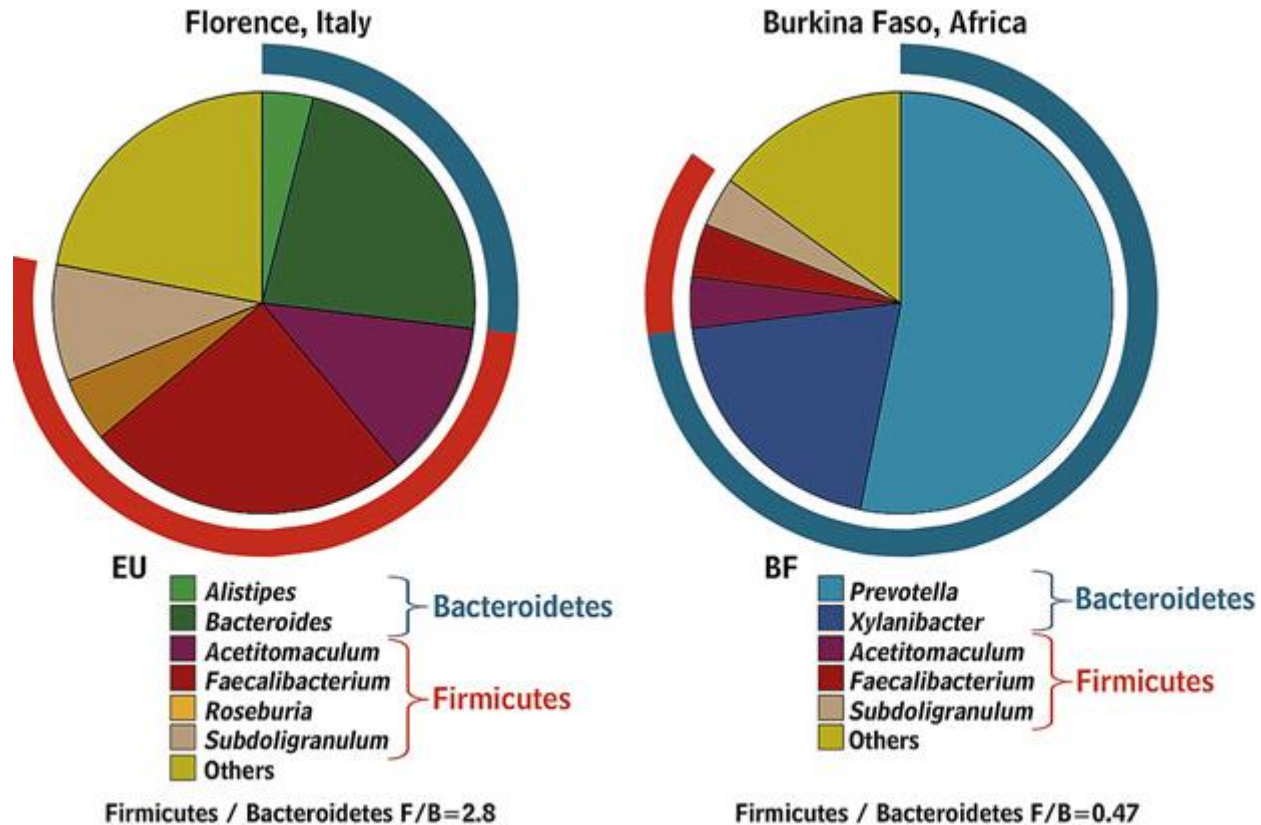 Florence, Italy
EU
Alistipes
Bacteroides
Bacteroidetes
Acetitomaculum
Faecalibacterium
Roseburia
Subdoligranulum
Firmicutes
Others
Firmicutes / Bacteroidetes F/B=2.8
Burkina Faso, Africa
BF
Prevotella
Xylanibacter
Bacteroidetes
Acetitomaculum
Faecalibacterium
Subdoligranulum
Firmicutes
Others
Firmicutes / Bacteroidetes F/B=0.47